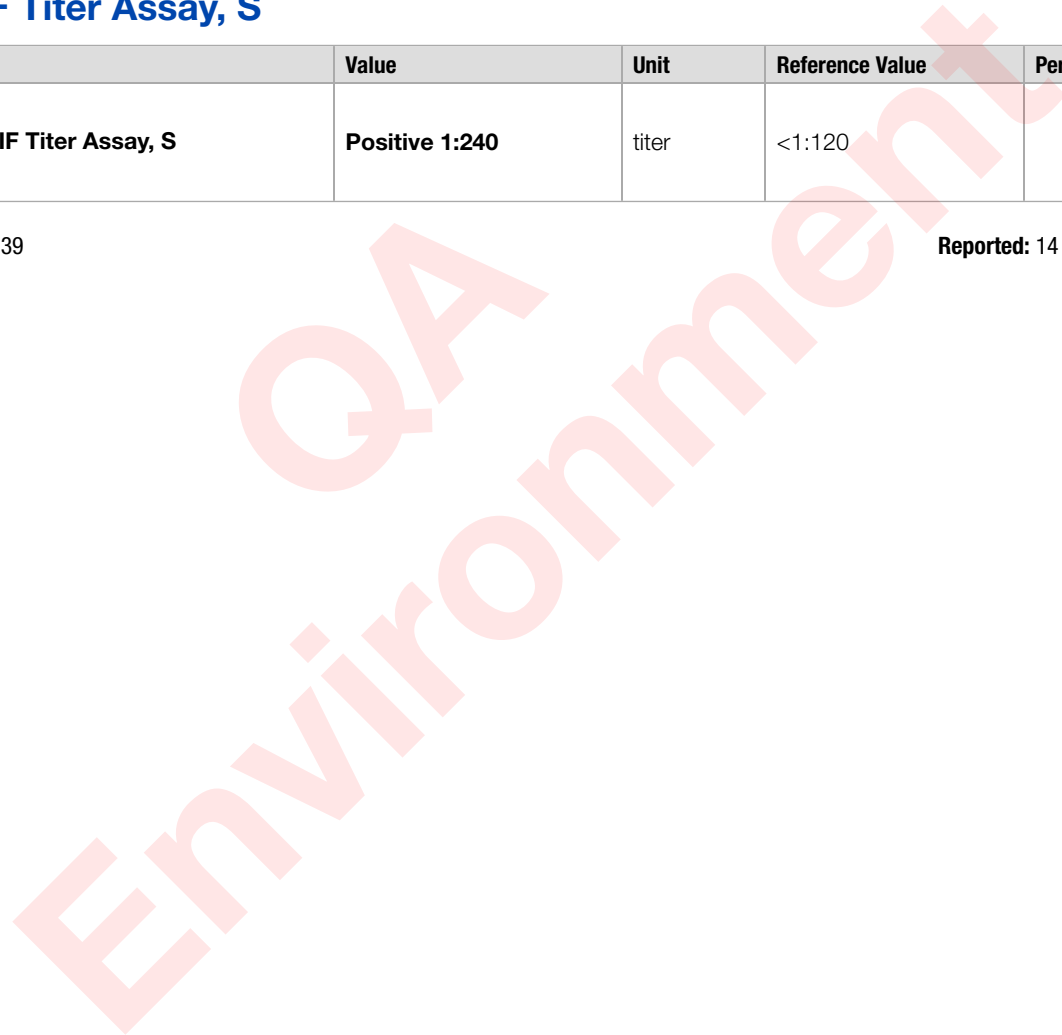 Titer Assay, S
Value Unit Reference Value
IF Titer Assay, S Positive 1:240 titer <1:120
39 Reported: 14
QA
Environment